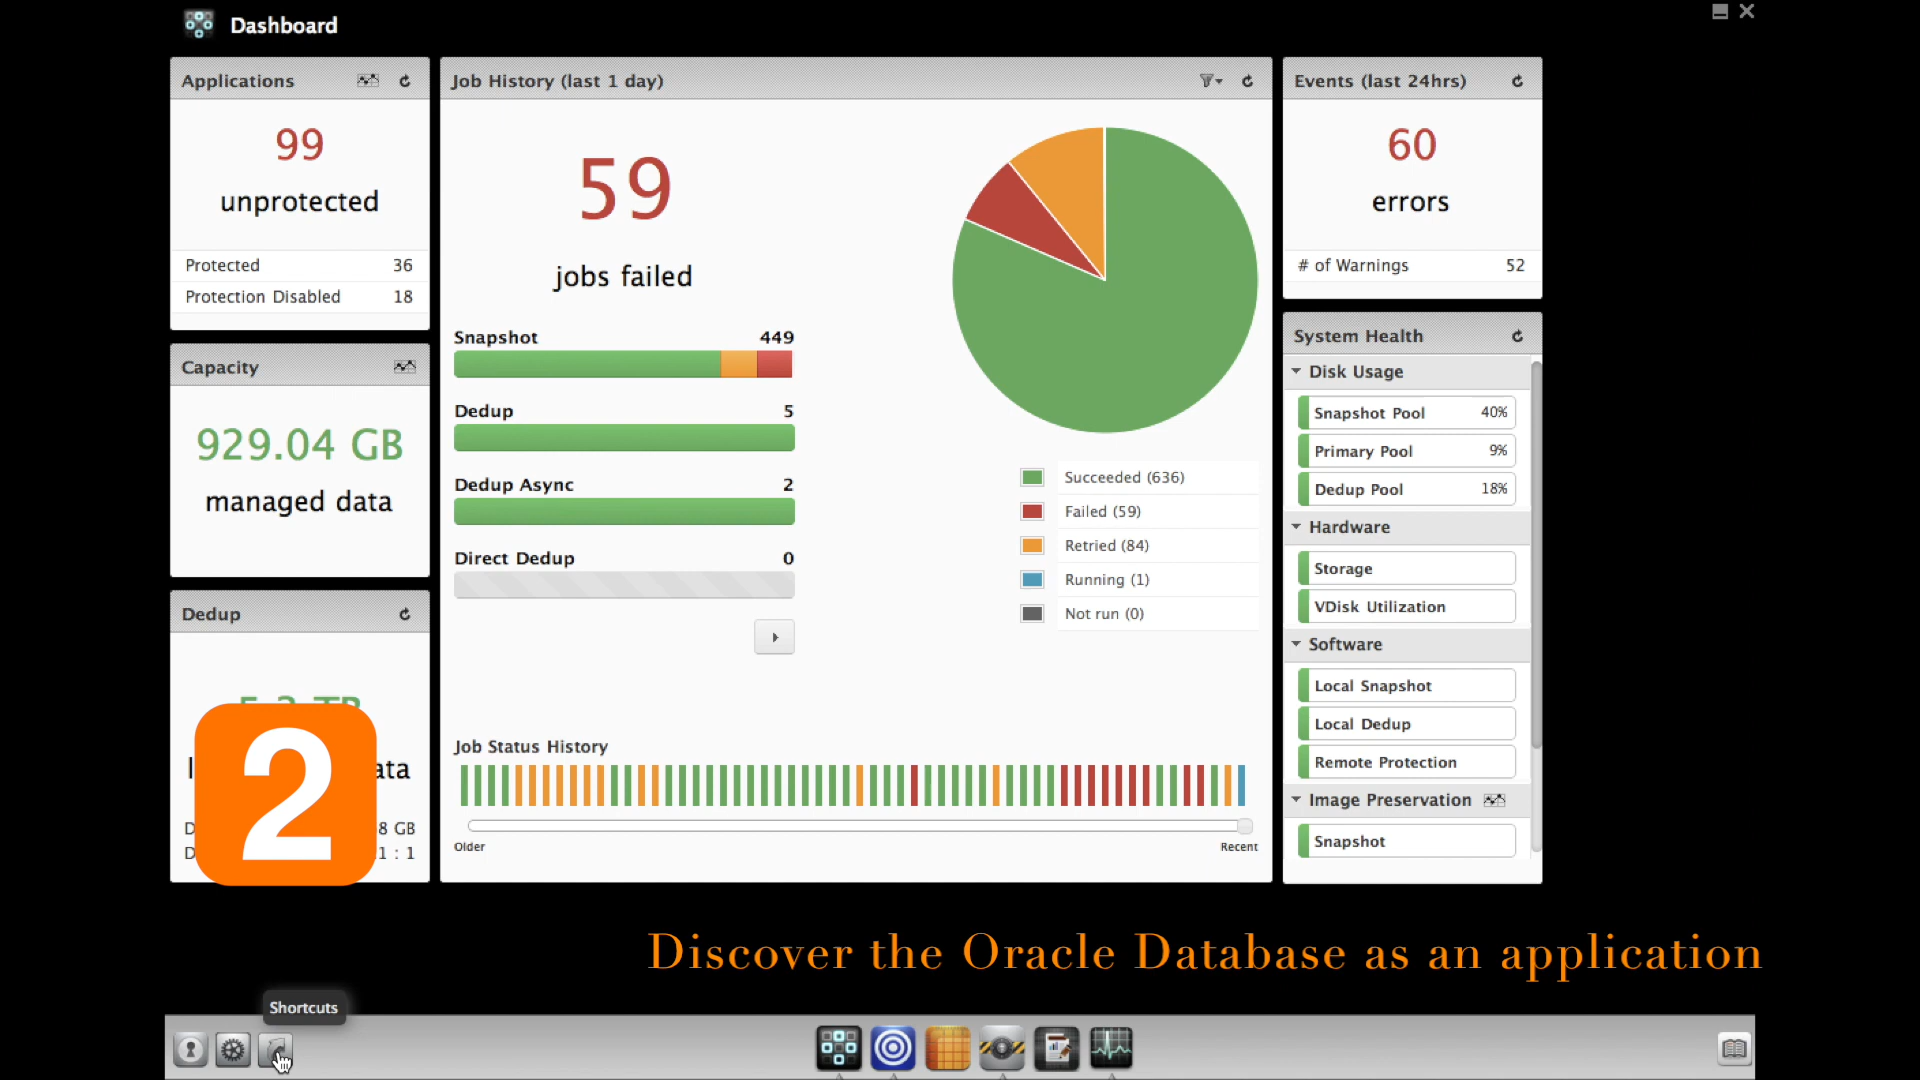 Dashboard
Applications
99
unprotected
Protected 36
Protection Disabled 18
Capacity
929.04 GB
managed data
Dedup
ata
8 GB
1 : 1
2
Job History (last 1 day)
59
jobs failed
Snapshot 449
Dedup 5
Dedup Async 2
Direct Dedup 0
Succeeded (636)
Failed (59)
Retried (84)
Running (1)
Not run (0)
Job Status History
Older Recent
Events (last 24hrs)
60
errors
# of Warnings 52
System Health
Disk Usage
Snapshot Pool 40%
Primary Pool 9%
Dedup Pool 18%
Hardware
Storage
VDisk Utilization
Software
Local Snapshot
Local Dedup
Remote Protection
Image Preservation
Snapshot
Discover the Oracle Database as an application
Shortcuts